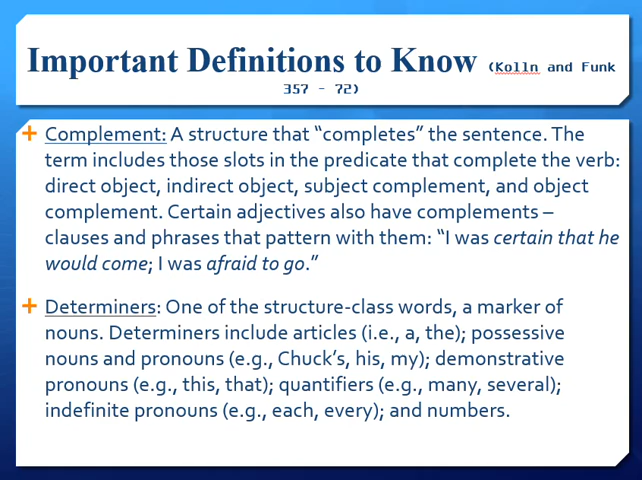 Important Definitions to Know (Kolln and Funk
357 - 72)
Complement: A structure that “completes” the sentence. The
term includes those slots in the predicate that complete the verb:
direct object, indirect object, subject complement, and object
complement. Certain adjectives also have complements –
clauses and phrases that pattern with them: “I was certain that he
would come; I was afraid to go.”
Determiners: One of the structure-class words, a marker of
nouns. Determiners include articles (i.e., a, the); possessive
nouns and pronouns (e.g., Chuck’s, his, my); demonstrative
pronouns (e.g., this, that); quantifiers (e.g., many, several);
indefinite pronouns (e.g., each, every); and numbers.